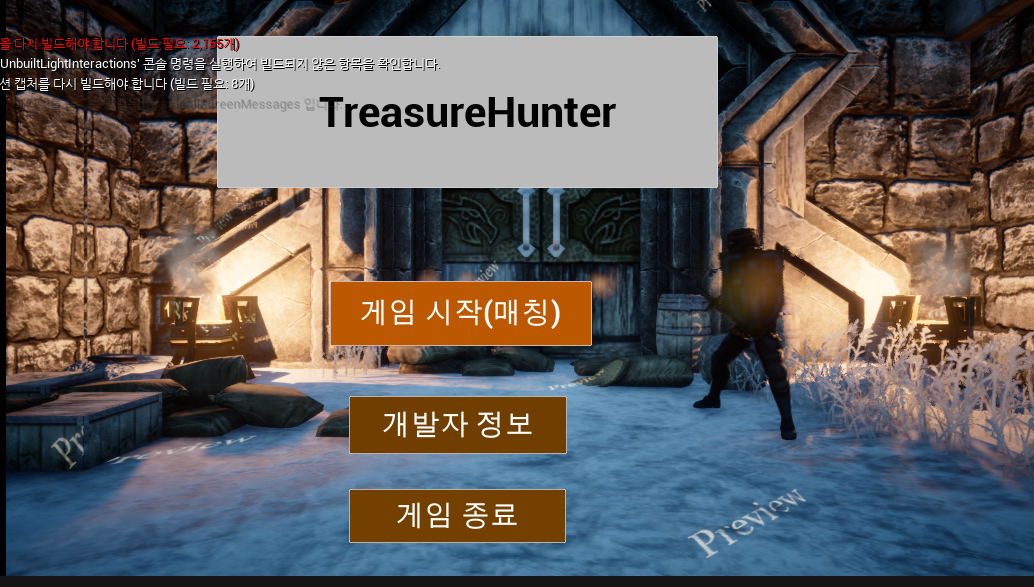 을 다시 빌드해야 합니다 (빌드 필요: 2,155개)
UnbuiltLightInteractions' 콘솔 명령을 실행하여 빌드되지 않은 항목을 확인합니다.
션 캡처를 다시 빌드해야 합니다 (빌드 필요: 8개)
reenMessages 입니다.
TreasureHunter
Preview
게임 시작(매칭)
개발자 정보
게임 종료
Preview